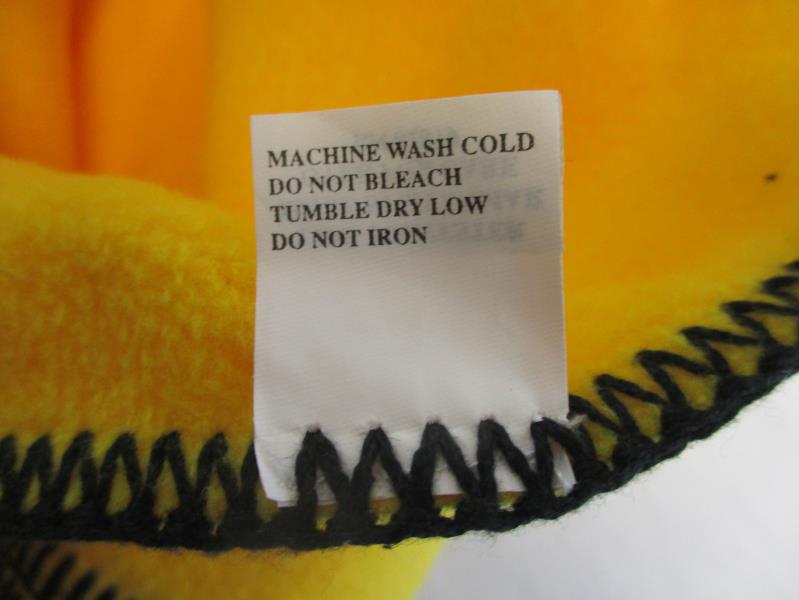 MACHINE WASH COLD
DO NOT BLEACH
TUMBLE DRY LOW
DO NOT IRON